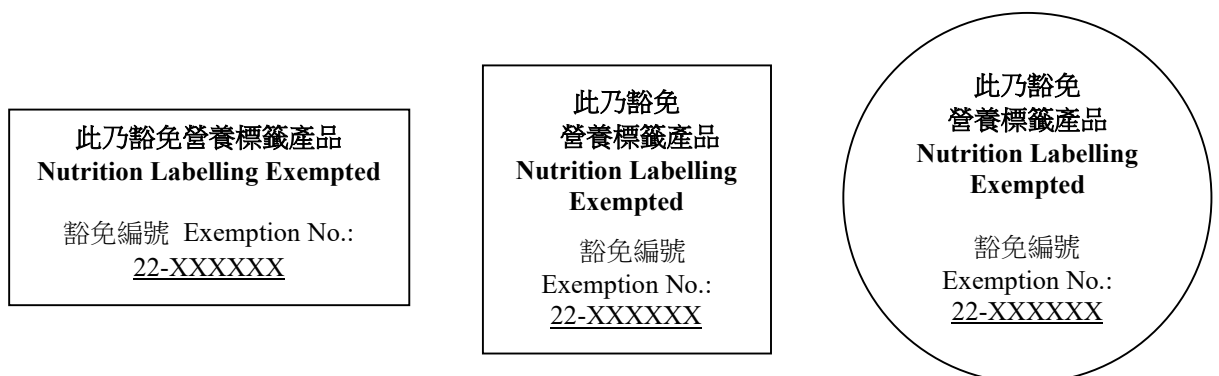 此乃豁免營養標籤產品
Nutrition Labelling Exempted
豁免編號 Exemption No.:
22-XXXXXX
此乃豁免
營養標籤產品
Nutrition Labelling
Exempted
豁免編號
Exemption No.:
22-XXXXXX
此乃豁免
營養標籤產品
Nutrition Labelling
Exempted
豁免編號
Exemption No.:
22-XXXXXX